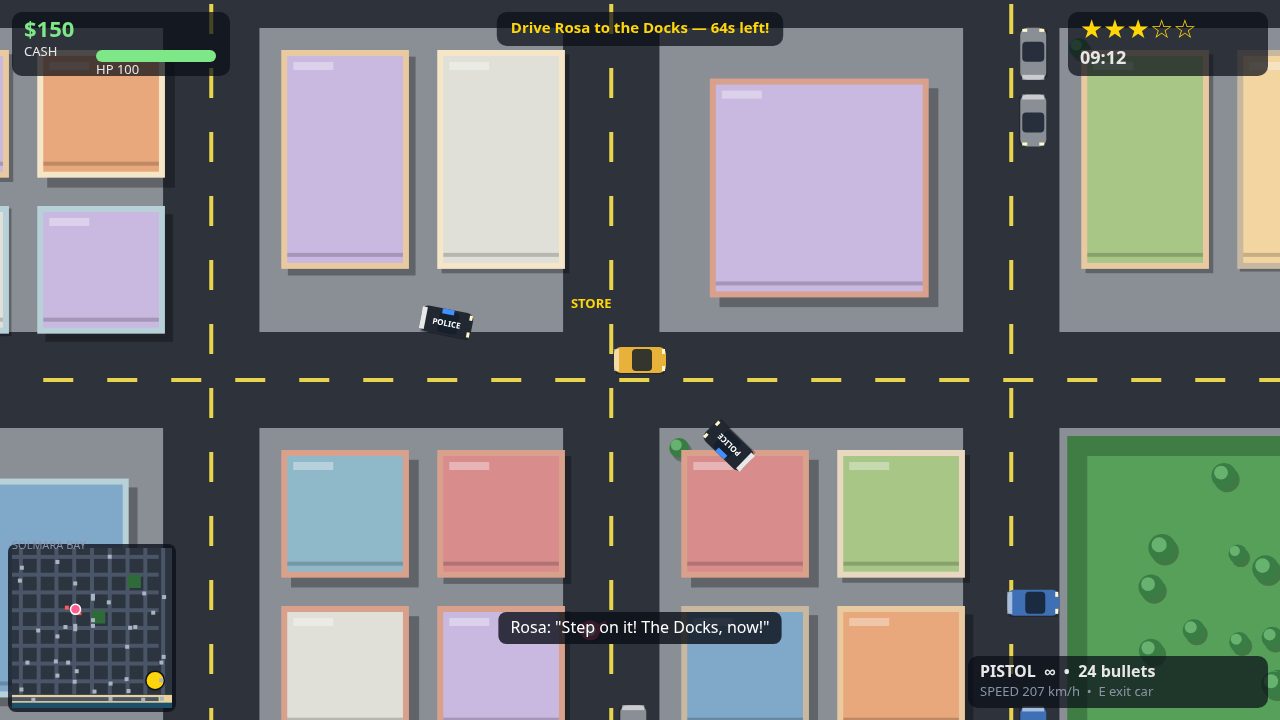 $150
CASH
HP 100
Drive Rosa to the Docks — 64s left!
★★★☆☆
09:12
STORE
POLICE
POLICE
SOLMARA BAY
Rosa: "Step on it! The Docks, now!"
PISTOL ∞ • 24 bullets
SPEED 207 km/h • E exit car